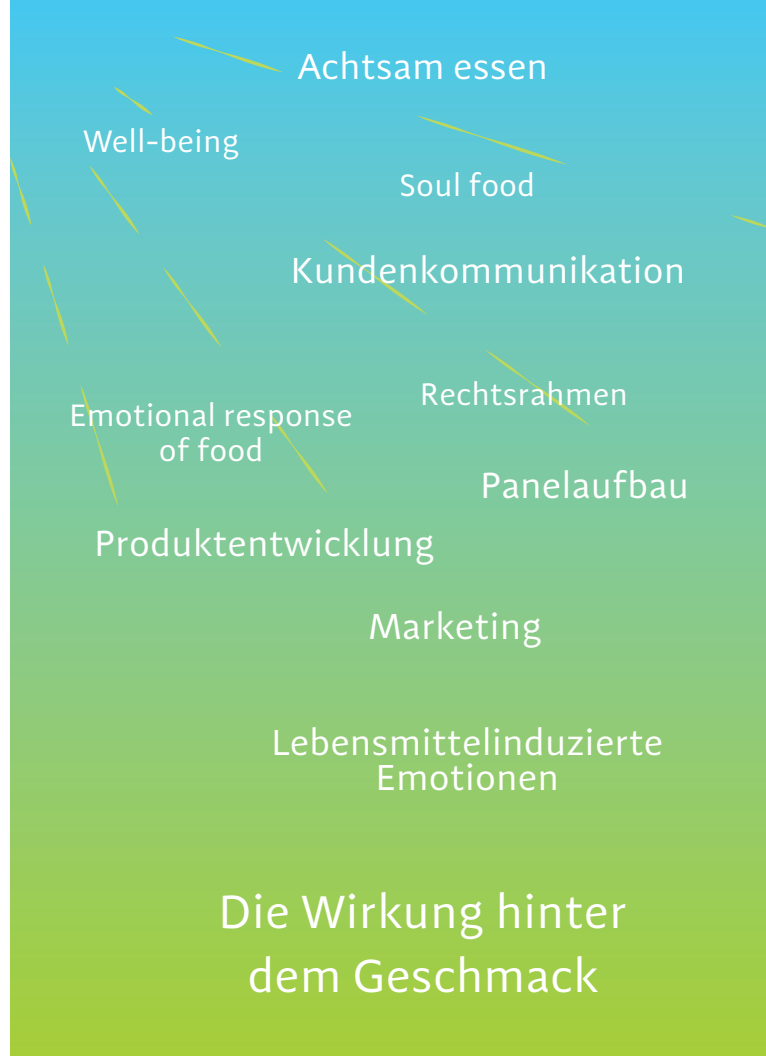 Achtsam essen
Well-being
Soul food
Kundenkommunikation
Rechtsrahmen
Emotional response
of food
Panelaufbau
Produktentwicklung
Marketing
Lebensmittelinduzierte
Emotionen
Die Wirkung hinter
dem Geschmack